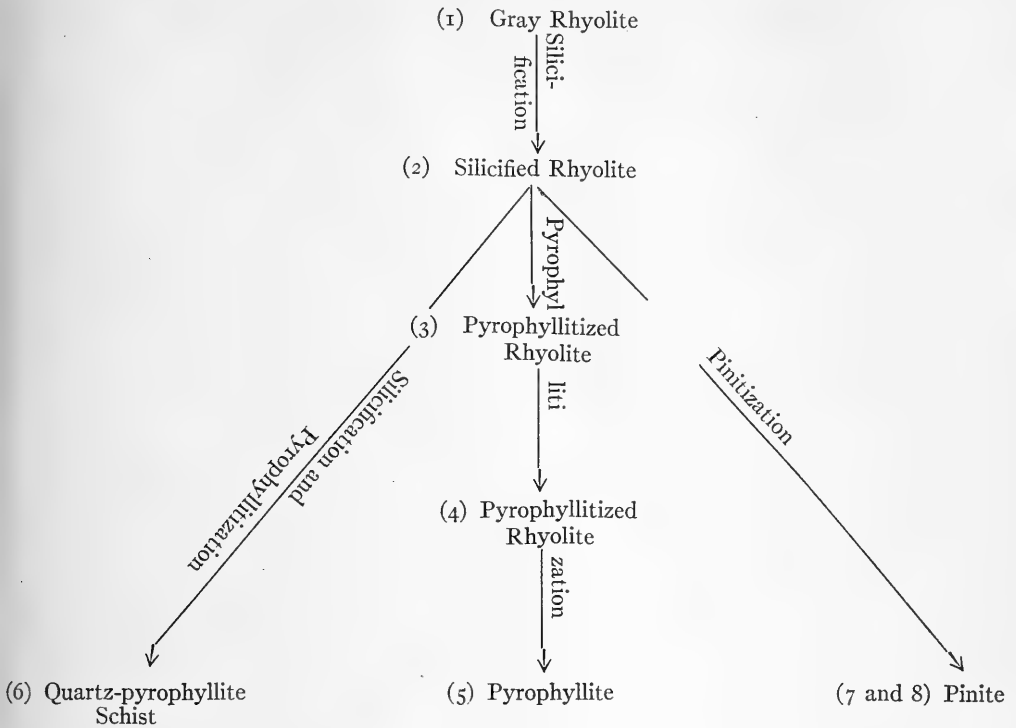 (1) Gray Rhyolite
Silici-
fication
(2) Silicified Rhyolite
Pyrophyl
(3) Pyrophyllitized
Rhyolite
liti
Pinitization
Silicification and
Pyrophyllitization
(4) Pyrophyllitized
Rhyolite
zation
(6) Quartz-pyrophyllite
Schist
(5) Pyrophyllite
(7 and 8) Pinite